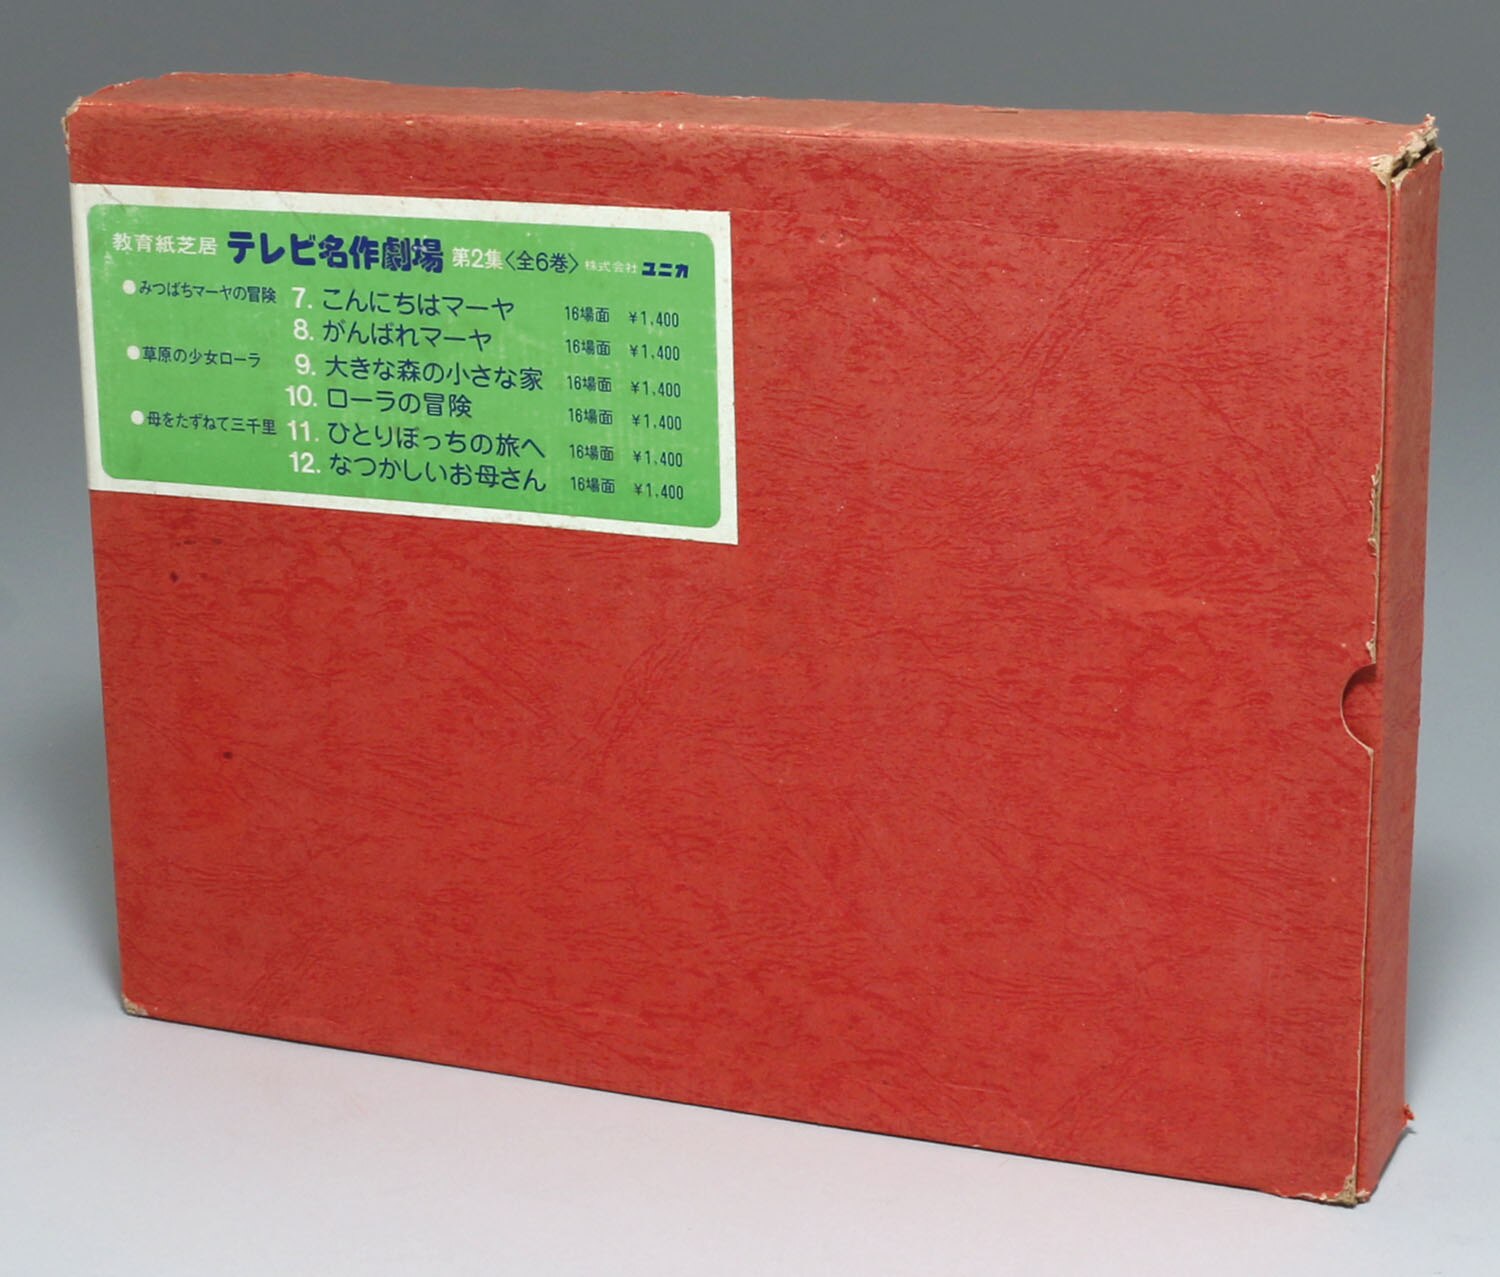 教育紙芝居 テレビ名作劇場 第2集〈全6巻〉 株式会社 ユニカ
●みつばちマーヤの冒険 7. こんにちはマーヤ 16場面 ¥1,400
8. がんばれマーヤ 16場面 ¥1,400
●草原の少女ローラ 9. 大きな森の小さな家 16場面 ¥1,400
10. ローラの冒険 16場面 ¥1,400
●母をたずねて三千里 11. ひとりぼっちの旅へ 16場面 ¥1,400
12. なつかしいお母さん 16場面 ¥1,400